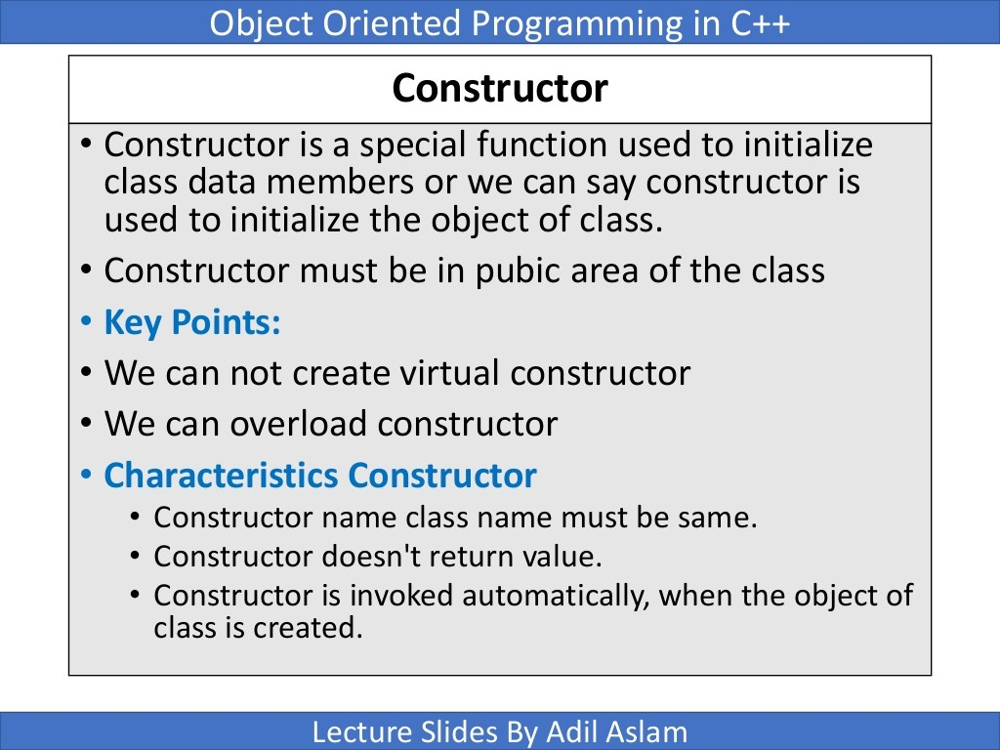 Object Oriented Programming in C++
Constructor
• Constructor is a special function used to initialize
class data members or we can say constructor is
used to initialize the object of class.
• Constructor must be in pubic area of the class
• Key Points:
• We can not create virtual constructor
• We can overload constructor
• Characteristics Constructor
• Constructor name class name must be same.
• Constructor doesn't return value.
• Constructor is invoked automatically, when the object of
class is created.
Lecture Slides By Adil Aslam